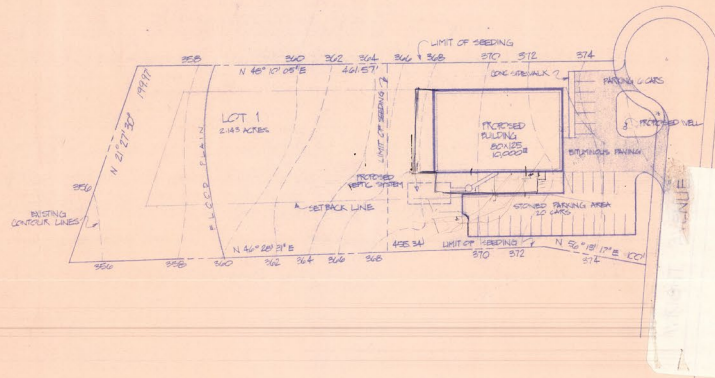 LIMIT OF SEEDING
358 360 362 364 366 368 370 372 374
N 48° 10' 05" E 461.57'
CONC SIDEWALK
PARKING 6 CARS
199.97
N 21° 27' 30"
LOT 1
2.143 ACRES
LIMIT OF SEEDING
PROPOSED
BUILDING
80 x 125
10,000
PROPOSED WELL
BITUMINOUS PAVING
FLOOD PLAIN
PROPOSED
SEPTIC SYSTEM
356
SETBACK LINE
STONED PARKING AREA
20 CARS
EXISTING
CONTOUR LINES
N 46° 28' 31" E
455.34
LIMIT OF SEEDING
N 56° 13' 17" E 100'
356 358 360 362 364 366 368 370 372 374